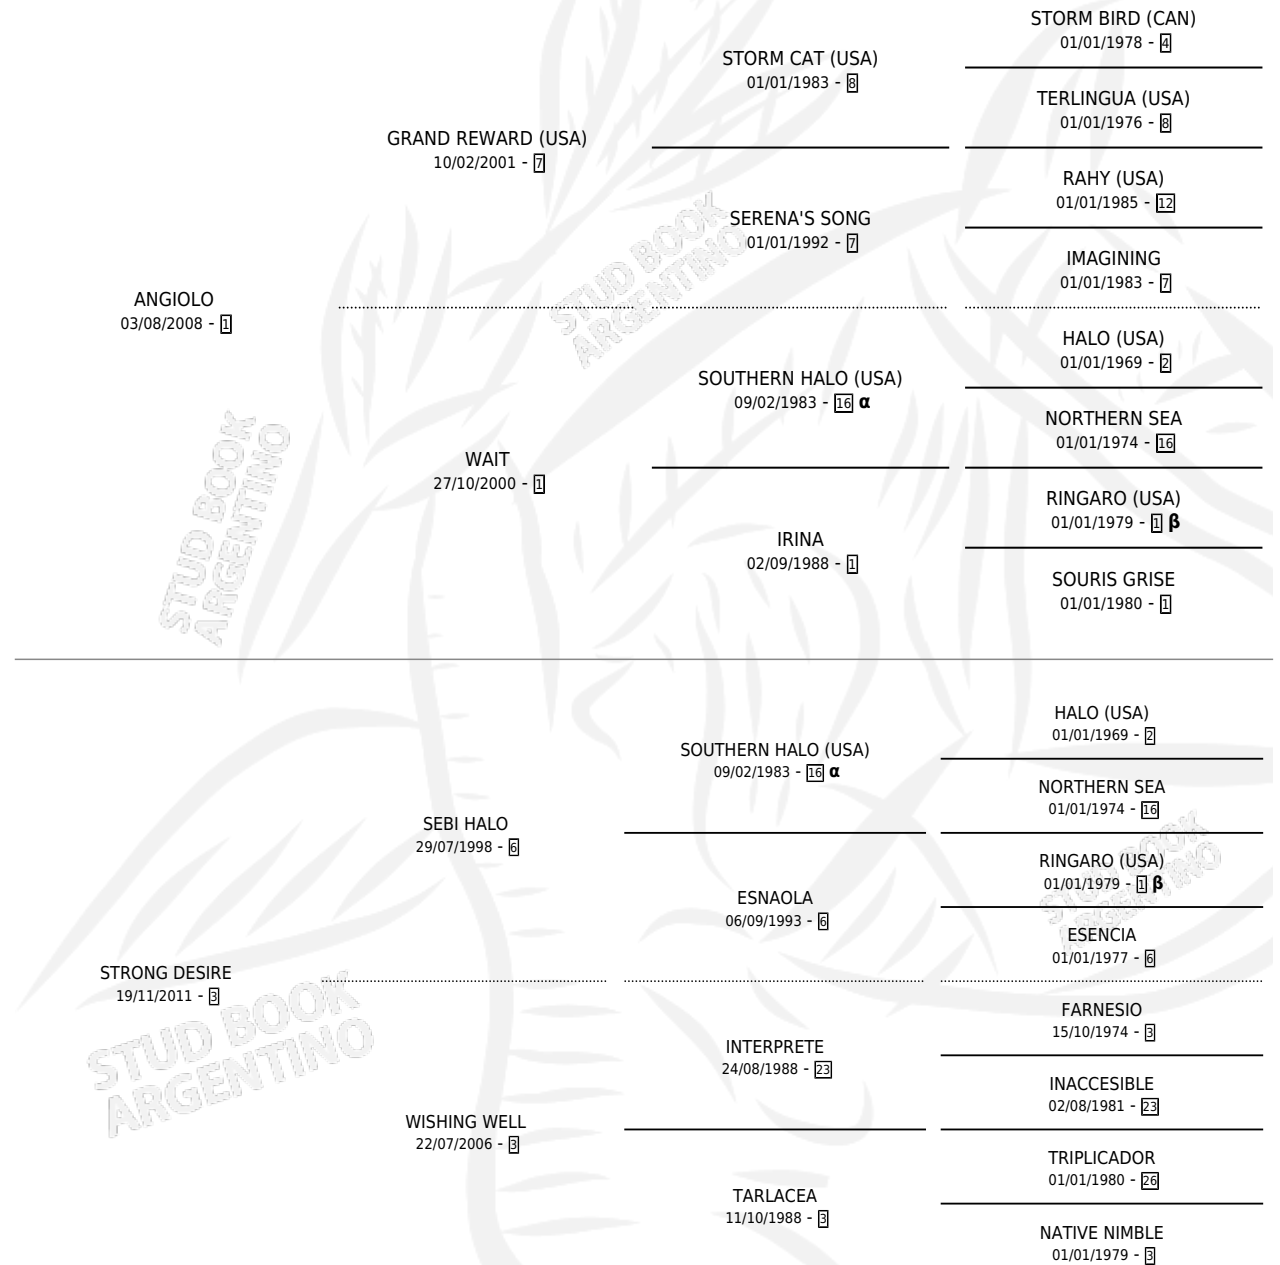 STORM BIRD (CAN)
01/01/1978 - 4
STORM CAT (USA)
01/01/1983 - 8
TERLINGUA (USA)
01/01/1976 - 8
GRAND REWARD (USA)
10/02/2001 - 7
RAHY (USA)
01/01/1985 - 12
SERENA'S SONG
01/01/1992 - 7
IMAGINING
01/01/1983 - 7
ANGIOLO
03/08/2008 - 1
HALO (USA)
01/01/1969 - 2
SOUTHERN HALO (USA)
09/02/1983 - 16 α
NORTHERN SEA
01/01/1974 - 16
WAIT
27/10/2000 - 1
RINGARO (USA)
01/01/1979 - 1 β
IRINA
02/09/1988 - 1
SOURIS GRISE
01/01/1980 - 1
STUD BOOK
ARGENTINO
STUD BOOK
ARGENTINO
HALO (USA)
01/01/1969 - 2
SOUTHERN HALO (USA)
09/02/1983 - 16 α
NORTHERN SEA
01/01/1974 - 16
SEBI HALO
29/07/1998 - 6
RINGARO (USA)
01/01/1979 - 1 β
ESNAOLA
06/09/1993 - 6
ESENCIA
01/01/1977 - 6
STRONG DESIRE
19/11/2011 - 3
FARNESIO
15/10/1974 - 3
INTERPRETE
24/08/1988 - 23
INACCESIBLE
02/08/1981 - 23
WISHING WELL
22/07/2006 - 3
TRIPLICADOR
01/01/1980 - 26
TARLACEA
11/10/1988 - 3
NATIVE NIMBLE
01/01/1979 - 3
STUD BOOK
ARGENTINO
STUD BOOK
ARGENTINO